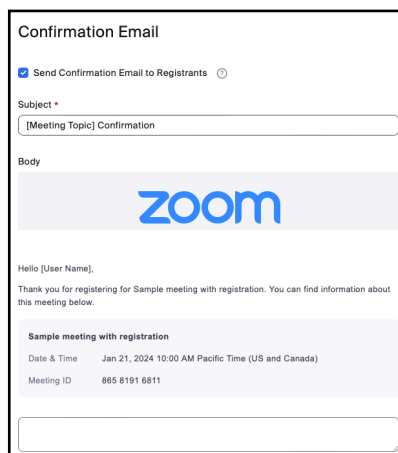 Confirmation Email
Send Confirmation Email to Registrants ?
Subject *
[Meeting Topic] Confirmation
Body
zoom
Hello [User Name],
Thank you for registering for Sample meeting with registration. You can find information about
this meeting below.
Sample meeting with registration
Date & Time Jan 21, 2024 10:00 AM Pacific Time (US and Canada)
Meeting ID 865 8191 6811